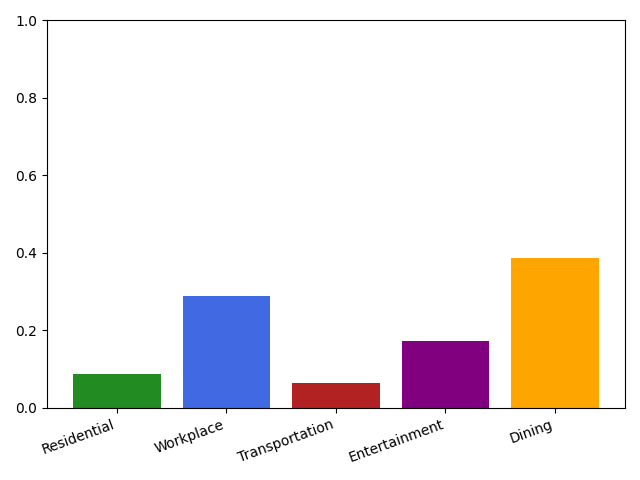 1.0
0.8
0.6
0.4
0.2
0.0
Residential
Workplace
Transportation
Entertainment
Dining